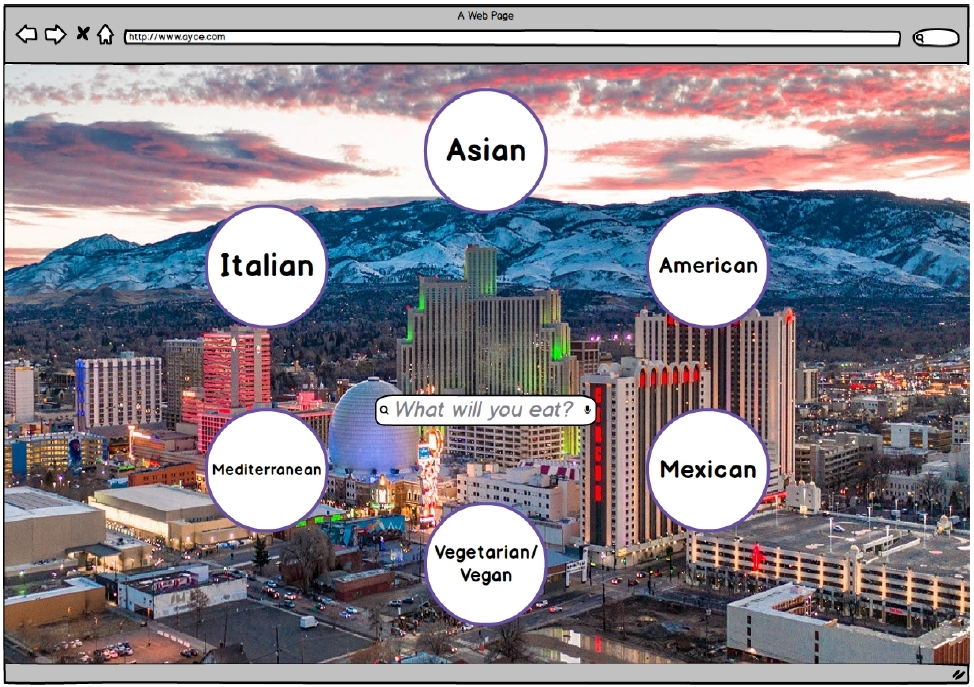 A Web Page
http://www.ayce.com
Asian
Italian
American
What will you eat?
Mediterranean
Mexican
Vegetarian/
Vegan